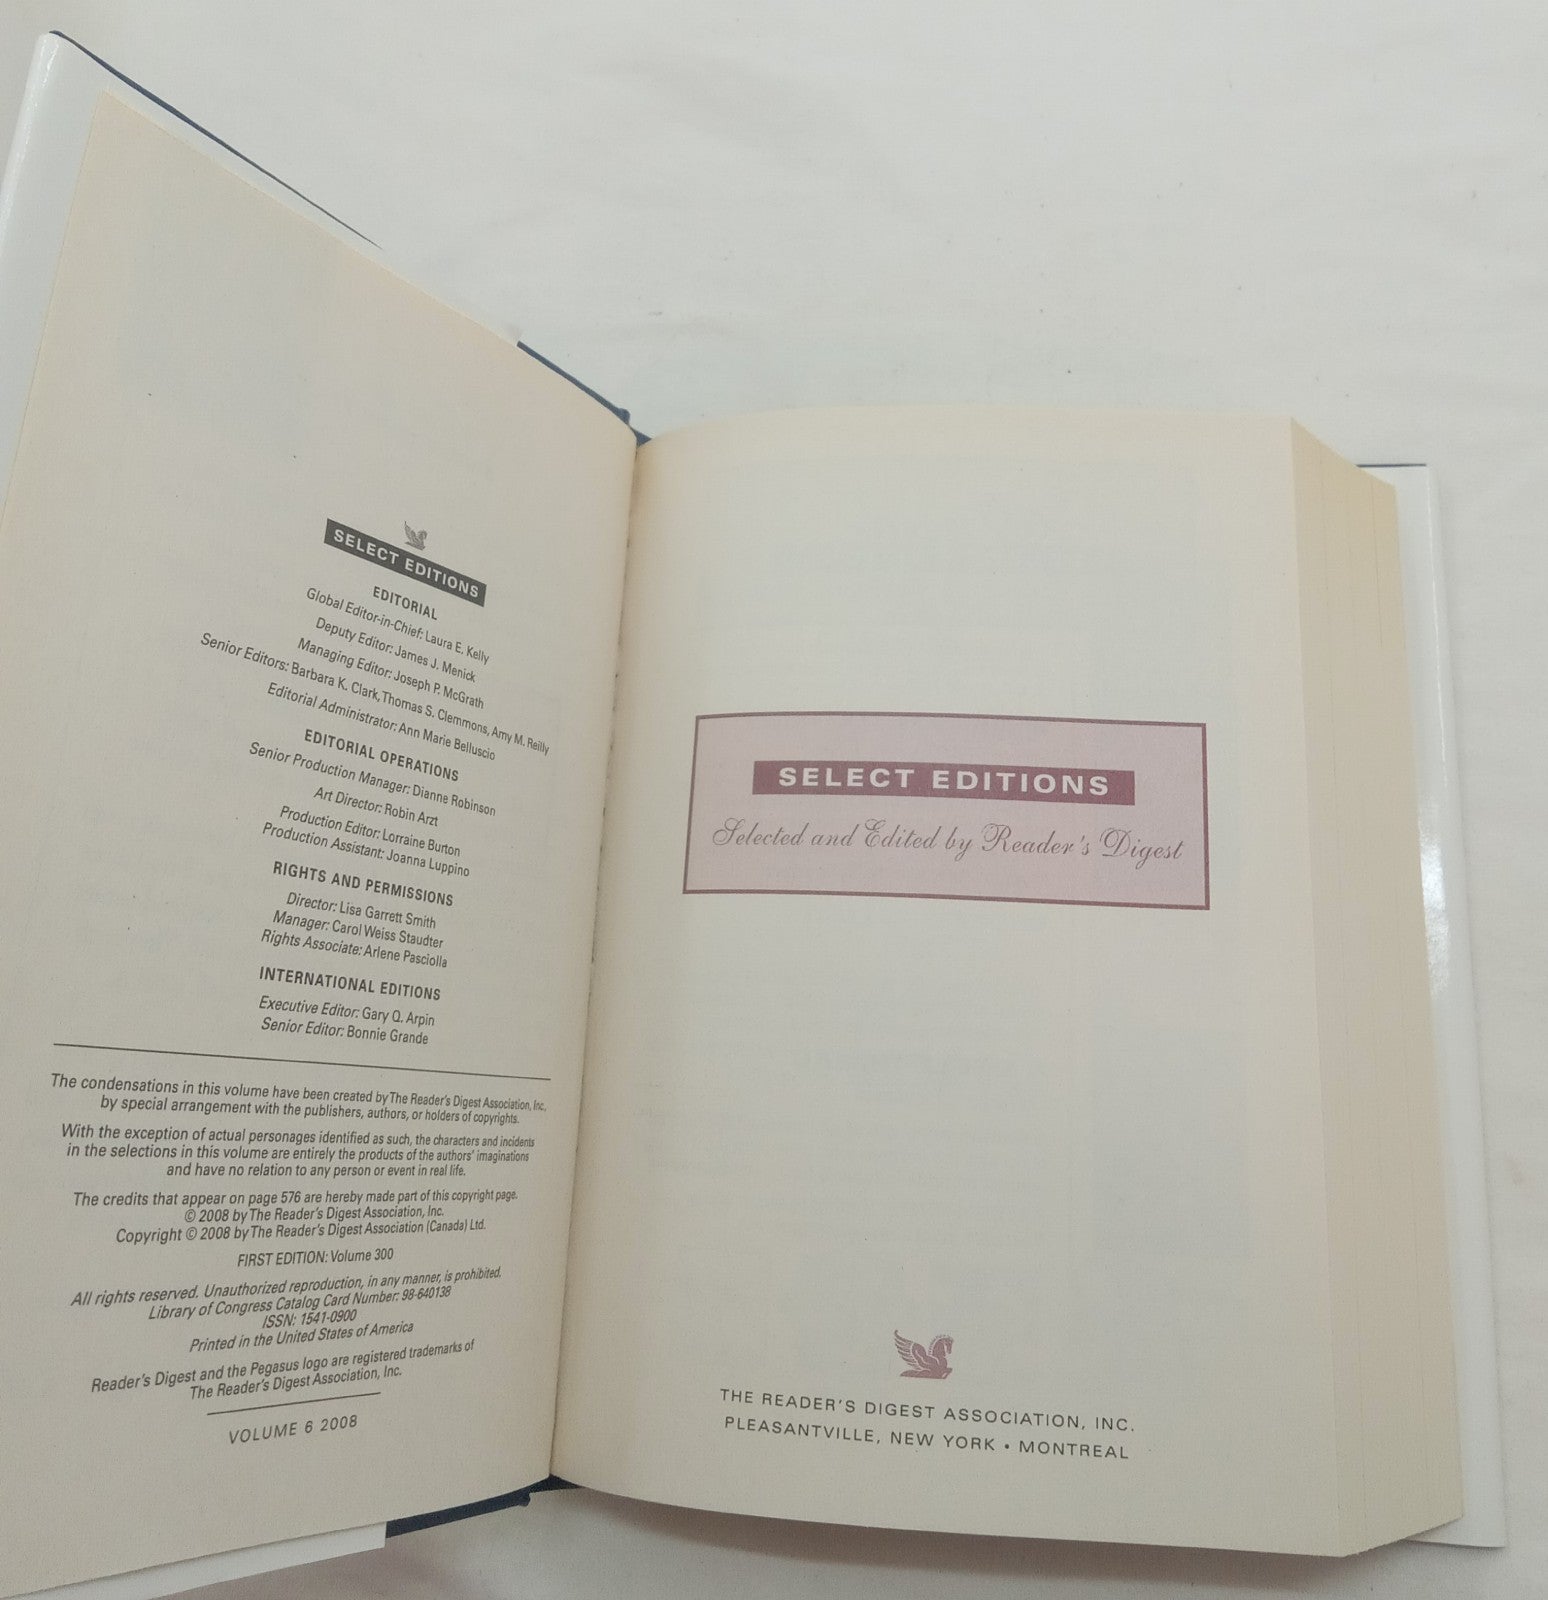 SELECT EDITIONS
EDITORIAL
Global Editor-in-Chief: Laura E. Kelly
Deputy Editor: James J. Menick
Managing Editor: Joseph P. McGrath
Senior Editors: Barbara K. Clark, Thomas S. Clemmons, Amy M. Reilly
Editorial Administrator: Ann Marie Belluscio
EDITORIAL OPERATIONS
Senior Production Manager: Dianne Robinson
Art Director: Robin Arzt
Production Editor: Lorraine Burton
Production Assistant: Joanna Luppino
RIGHTS AND PERMISSIONS
Director: Lisa Garrett Smith
Manager: Carol Weiss Staudter
Rights Associate: Arlene Pasciolla
INTERNATIONAL EDITIONS
Executive Editor: Gary Q. Arpin
Senior Editor: Bonnie Grande
The condensations in this volume have been created by The Reader's Digest Association, Inc.,
by special arrangement with the publishers, authors, or holders of copyrights.
With the exception of actual personages identified as such, the characters and incidents
in the selections in this volume are entirely the products of the authors' imaginations
and have no relation to any person or event in real life.
The credits that appear on page 576 are hereby made part of this copyright page.
© 2008 by The Reader's Digest Association, Inc.
Copyright © 2008 by The Reader's Digest Association (Canada) Ltd.
FIRST EDITION: Volume 300
All rights reserved. Unauthorized reproduction, in any manner, is prohibited.
Library of Congress Catalog Card Number: 98-640138
ISSN: 1541-0900
Printed in the United States of America
Reader's Digest and the Pegasus logo are registered trademarks of
The Reader's Digest Association, Inc.
VOLUME 6 2008
SELECT EDITIONS
Selected and Edited by Reader's Digest
THE READER'S DIGEST ASSOCIATION, INC.
PLEASANTVILLE, NEW YORK • MONTREAL